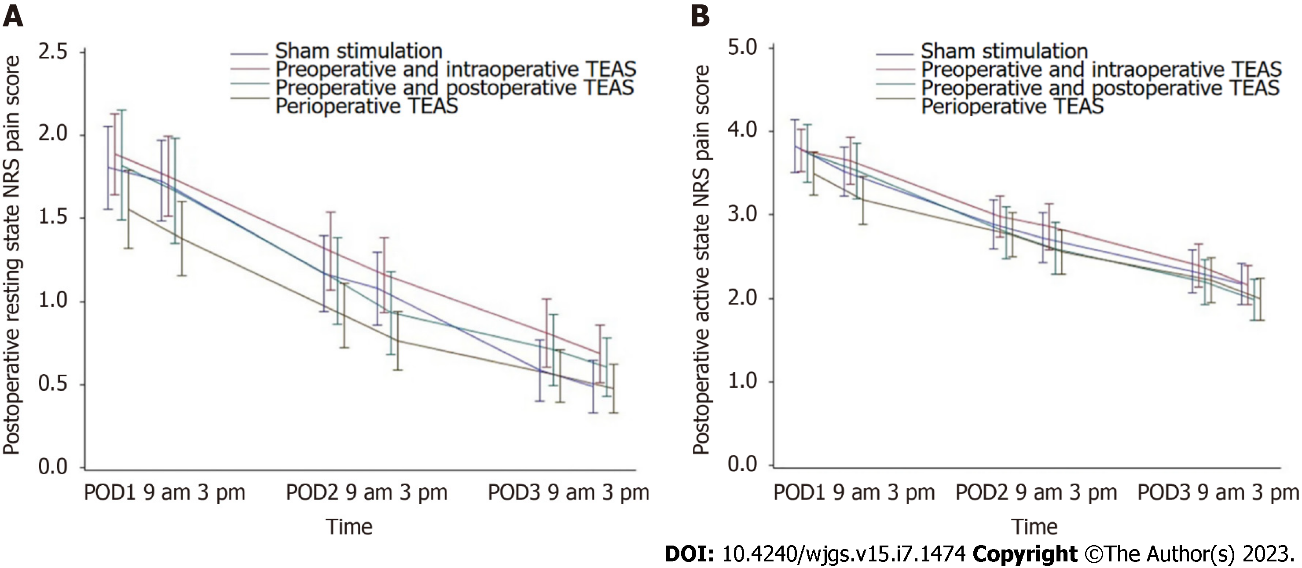 A
Postoperative resting state NRS pain score
2.5
2.0
1.5
1.0
0.5
0.0
Sham stimulation
Preoperative and intraoperative TEAS
Preoperative and postoperative TEAS
Perioperative TEAS
POD1 9 am 3 pm POD2 9 am 3 pm POD3 9 am 3 pm
Time
B
Postoperative active state NRS pain score
5.0
4.0
3.0
2.0
1.0
0.0
Sham stimulation
Preoperative and intraoperative TEAS
Preoperative and postoperative TEAS
Perioperative TEAS
POD1 9 am 3 pm POD2 9 am 3 pm POD3 9 am 3 pm
Time
DOI: 10.4240/wjgs.v15.i7.1474 Copyright ©The Author(s) 2023.